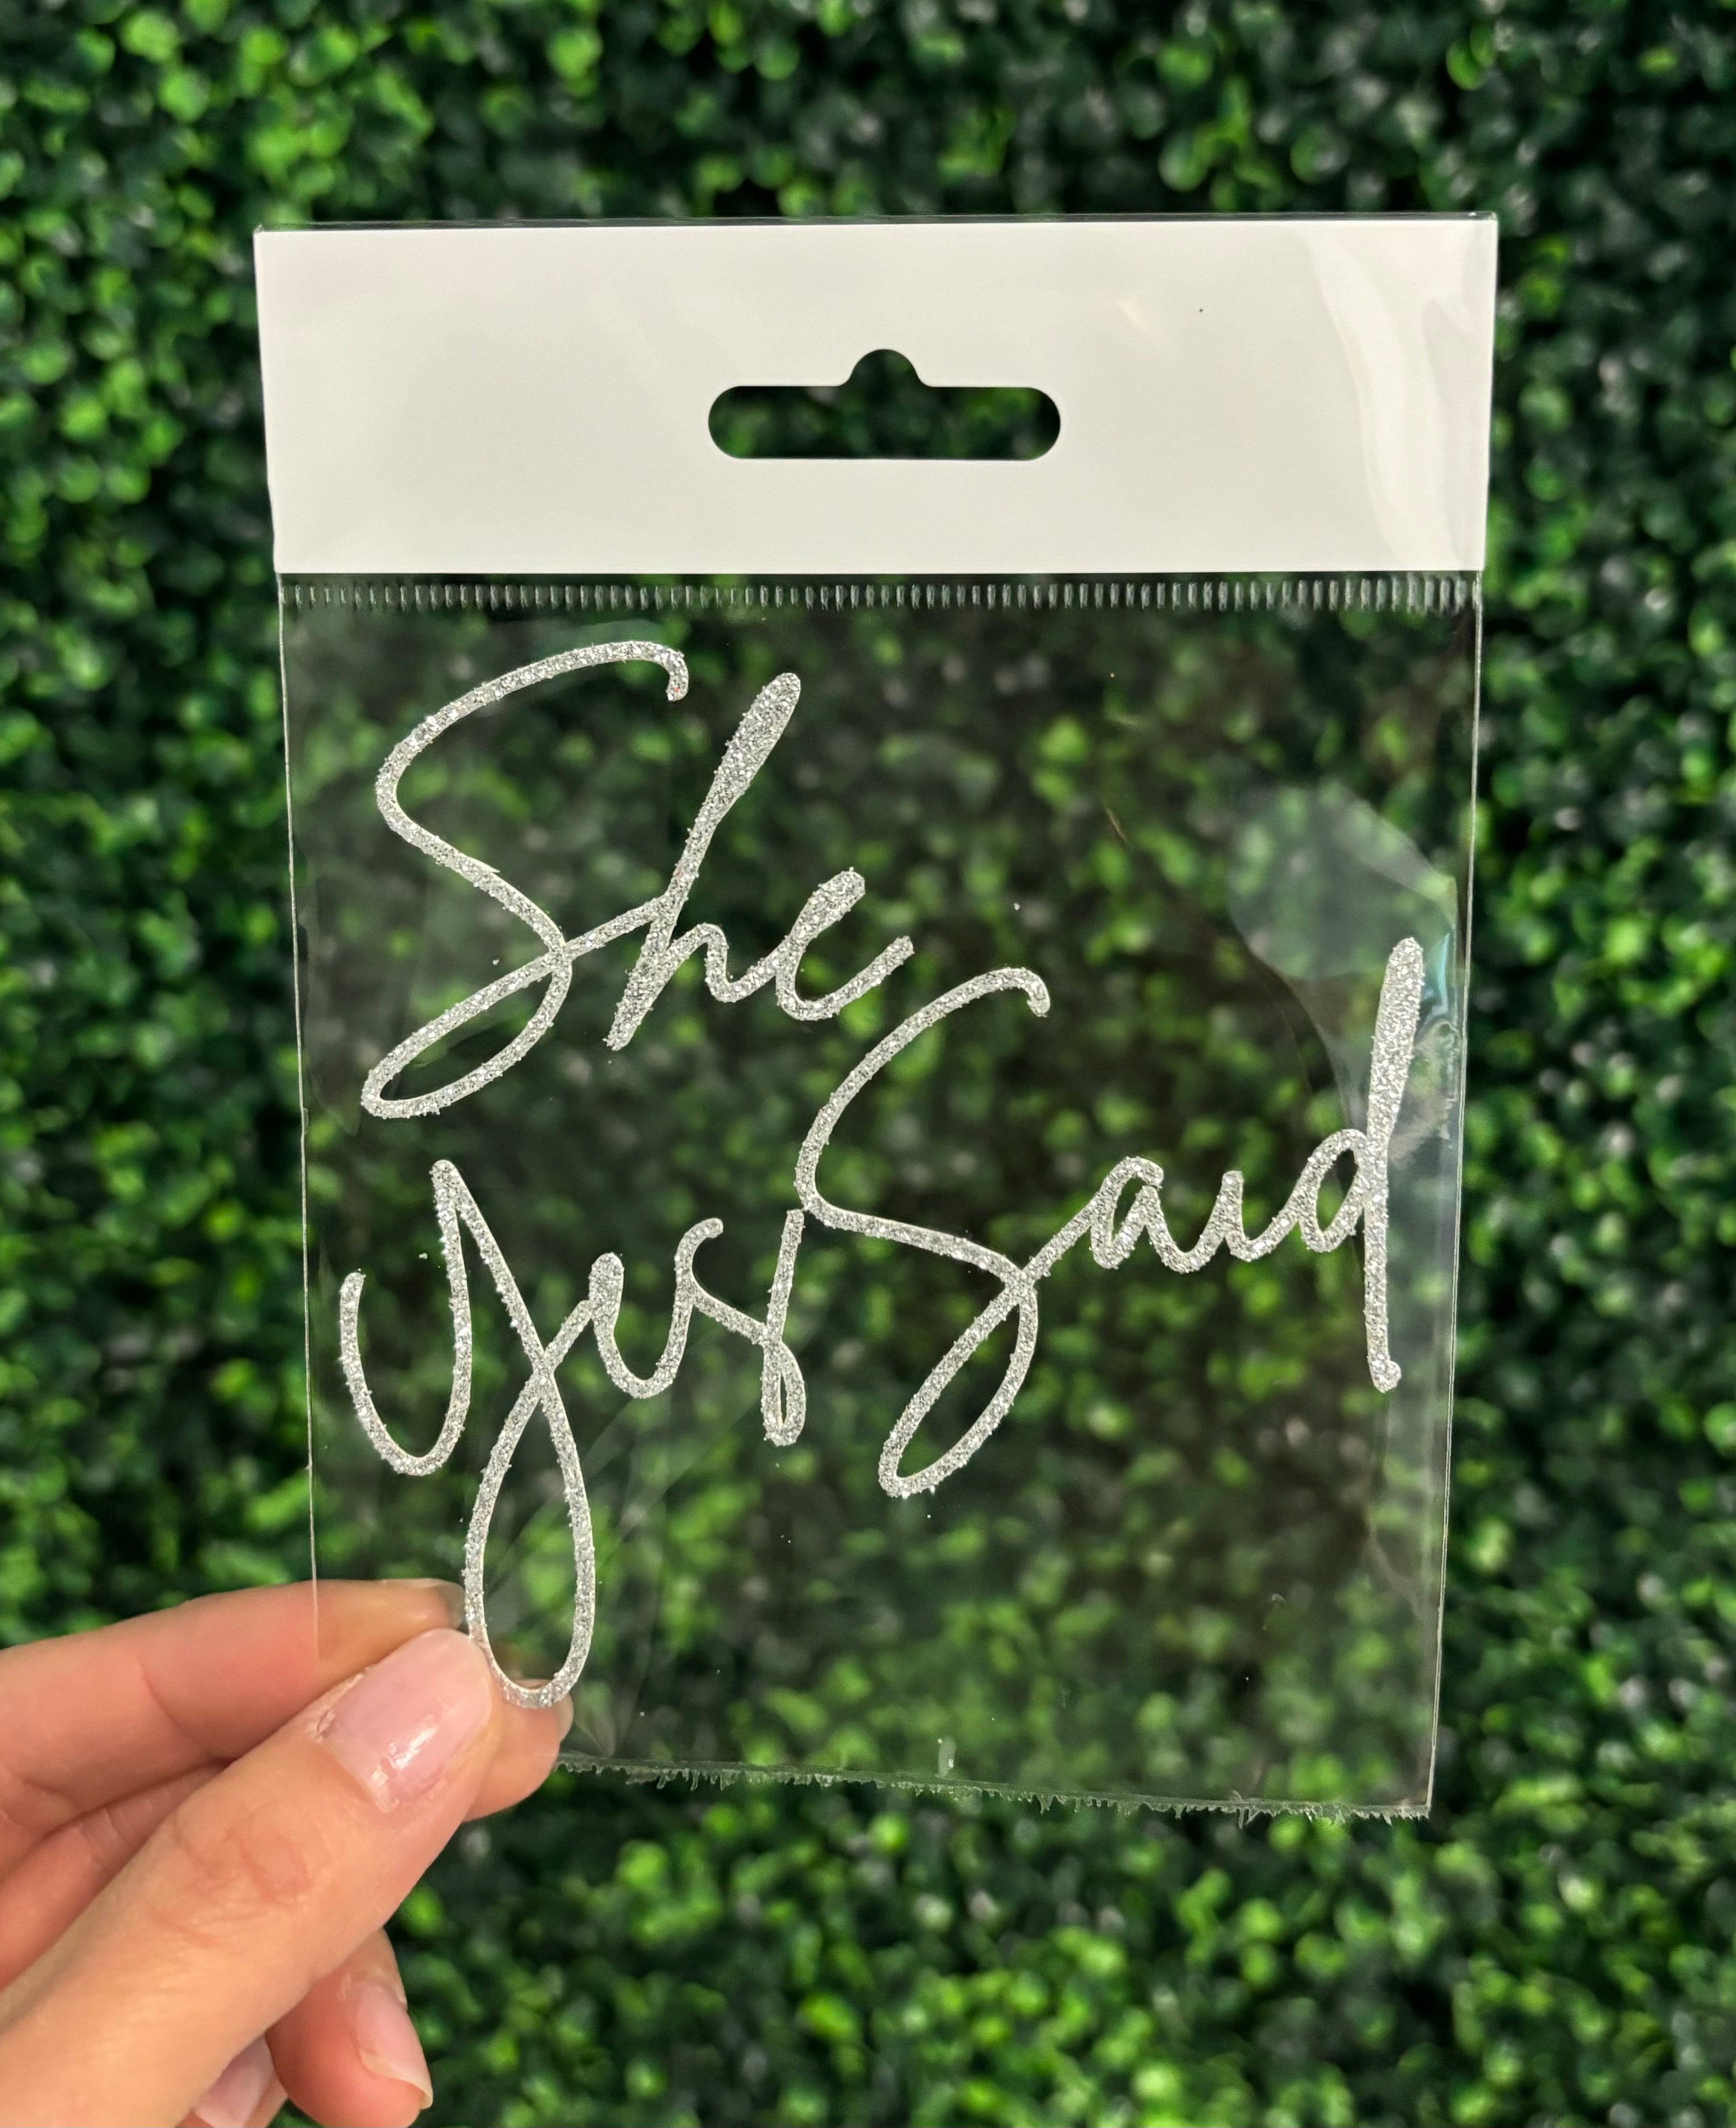 She
Said
Yes